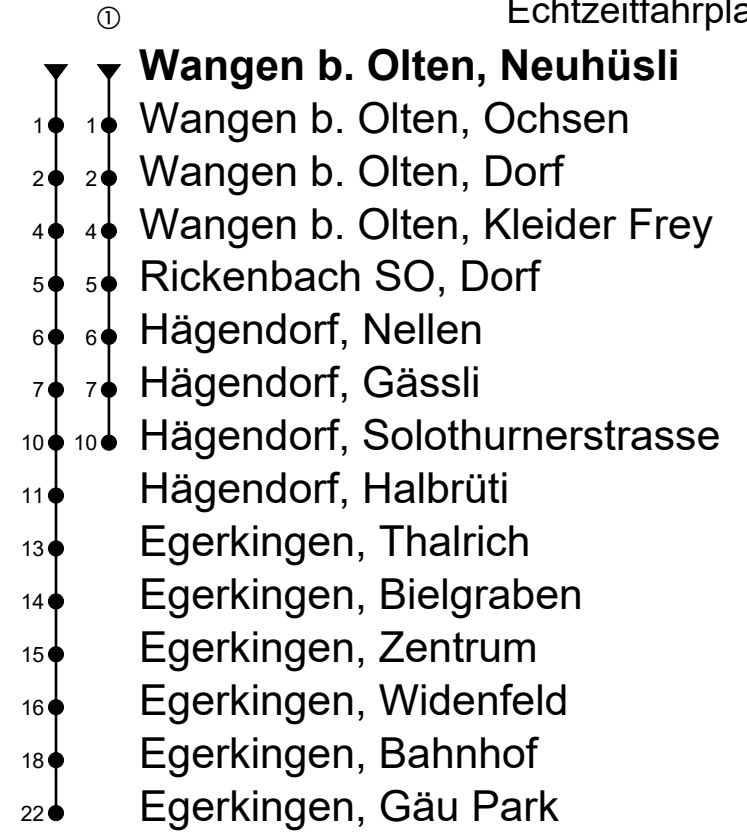 ① Echtzeitfahrpla
Wangen b. Olten, Neuhüsli
1 1 Wangen b. Olten, Ochsen
2 2 Wangen b. Olten, Dorf
4 4 Wangen b. Olten, Kleider Frey
5 5 Rickenbach SO, Dorf
6 6 Hägendorf, Nellen
7 7 Hägendorf, Gässli
10 10 Hägendorf, Solothurnerstrasse
11 Hägendorf, Halbrüti
13 Egerkingen, Thalrich
14 Egerkingen, Bielgraben
15 Egerkingen, Zentrum
16 Egerkingen, Widenfeld
18 Egerkingen, Bahnhof
22 Egerkingen, Gäu Park